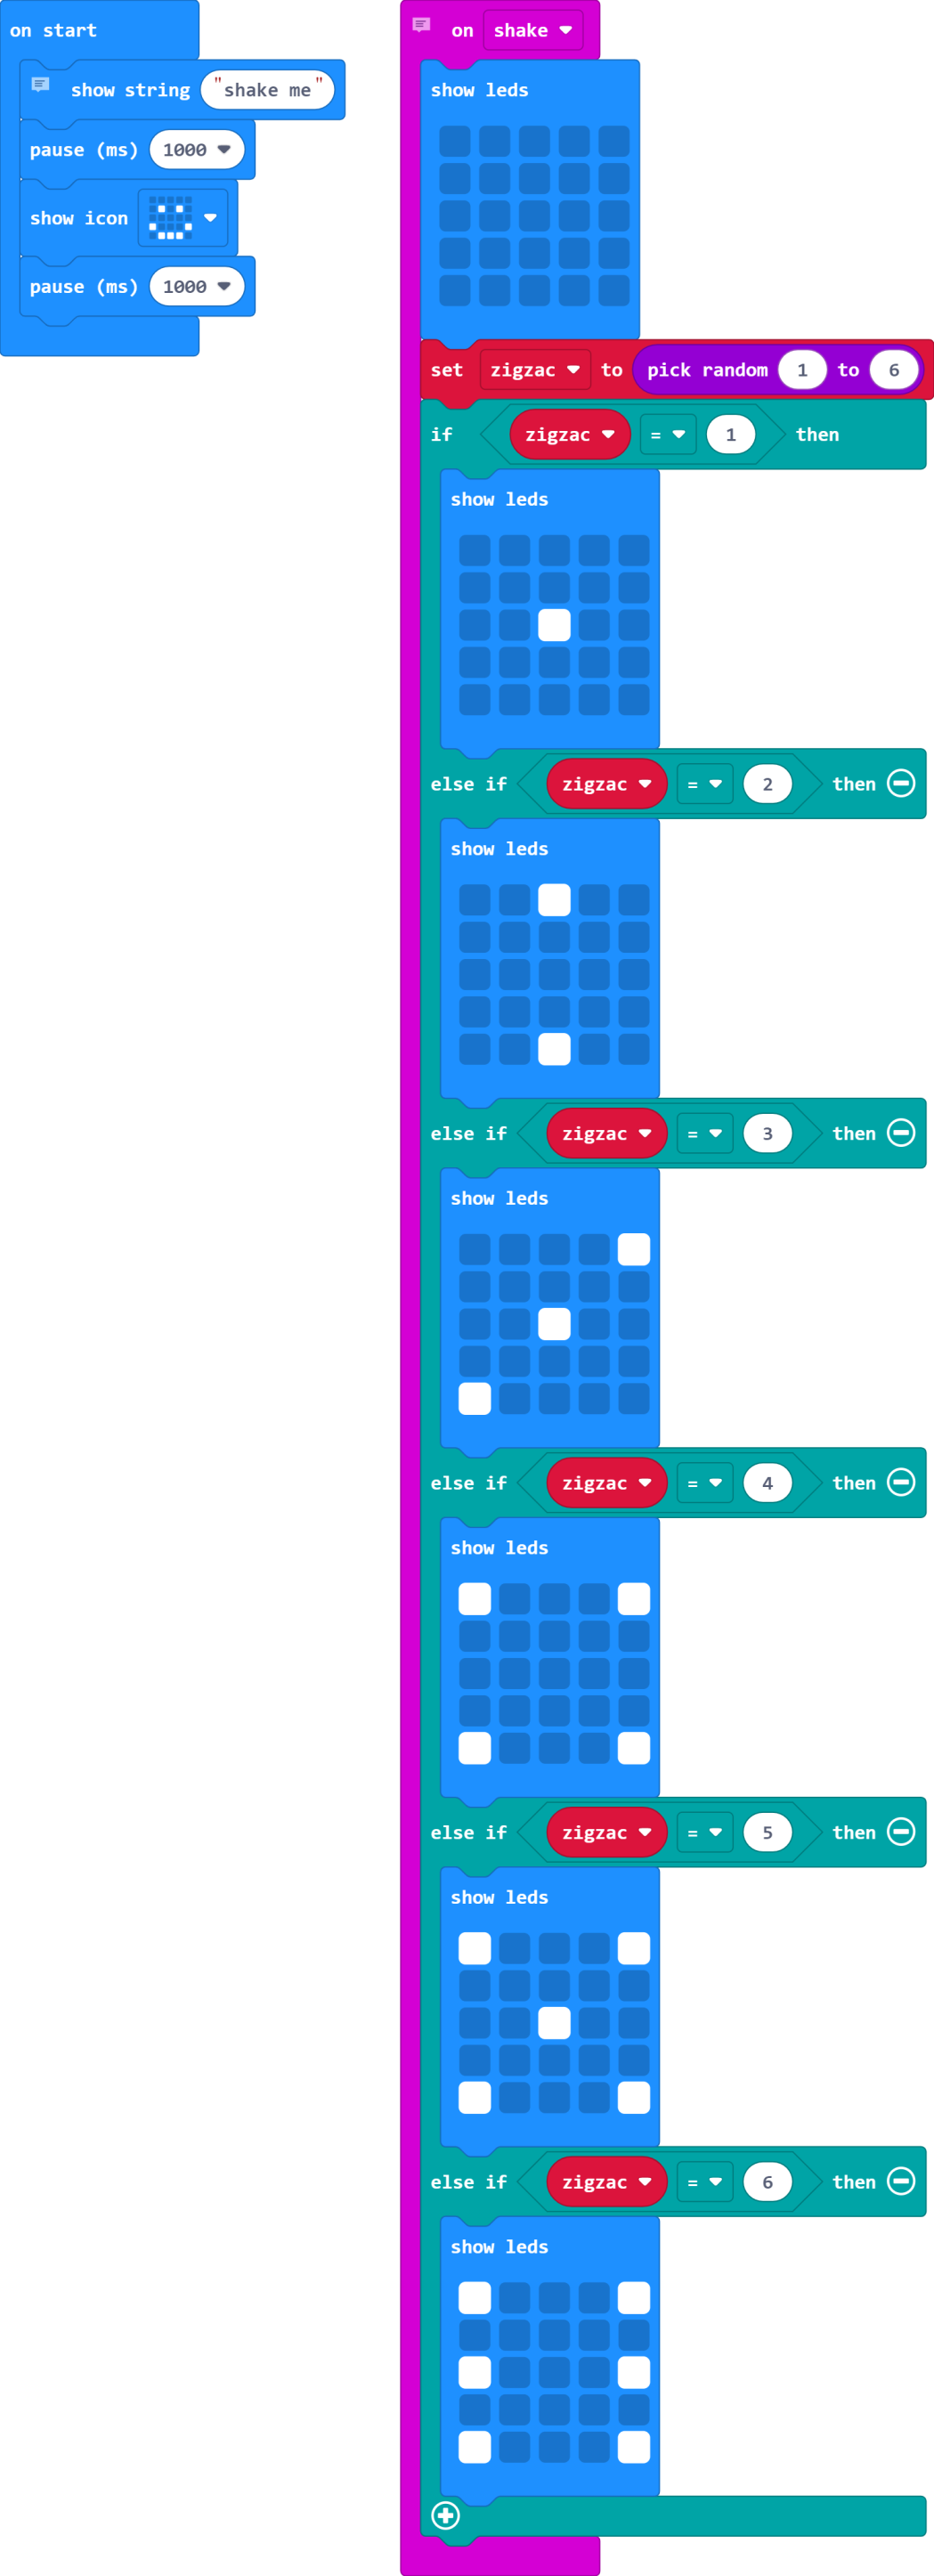 on start
show string "shake me"
pause (ms) 1000
show icon
pause (ms) 1000
on shake
show leds
set zigzac to pick random 1 to 6
if zigzac = 1 then
show leds
else if zigzac = 2 then
show leds
else if zigzac = 3 then
show leds
else if zigzac = 4 then
show leds
else if zigzac = 5 then
show leds
else if zigzac = 6 then
show leds